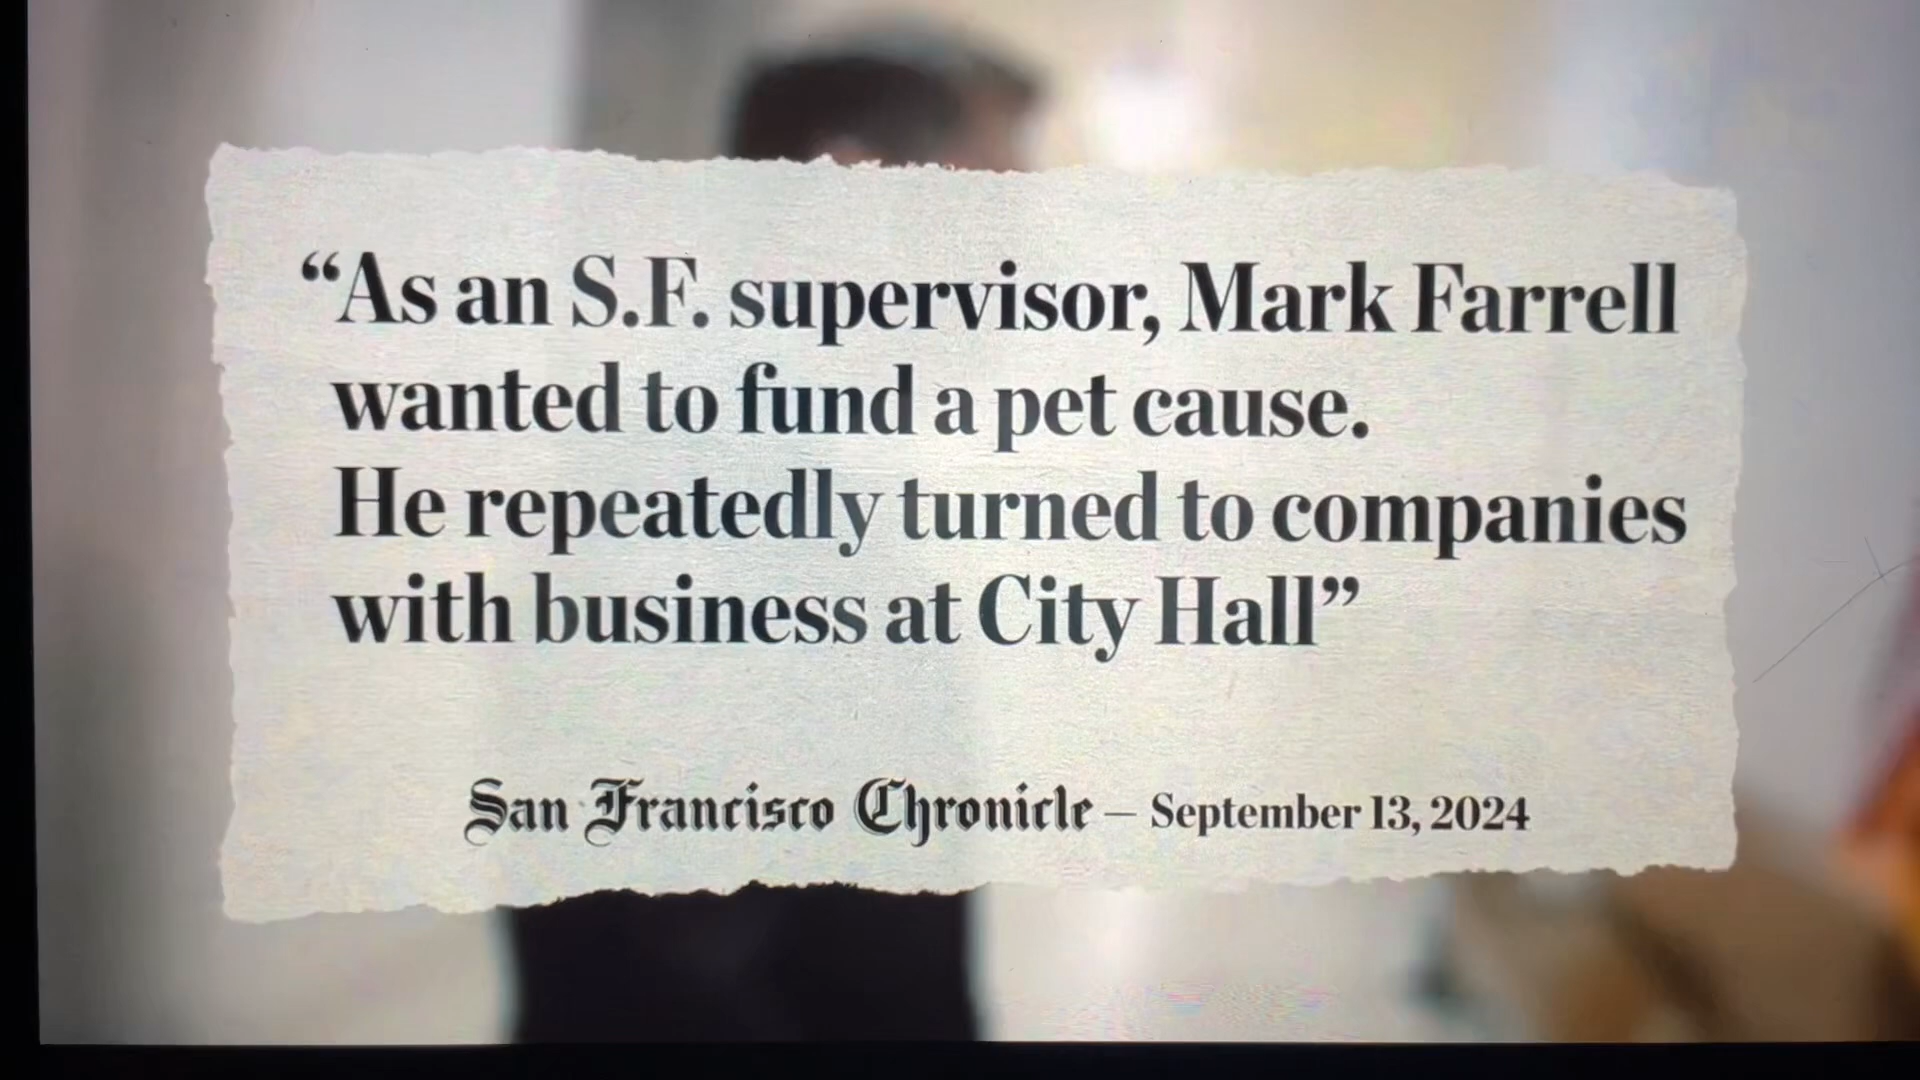 “As an S.F. supervisor, Mark Farrell
wanted to fund a pet cause.
He repeatedly turned to companies
with business at City Hall”
San Francisco Chronicle – September 13, 2024